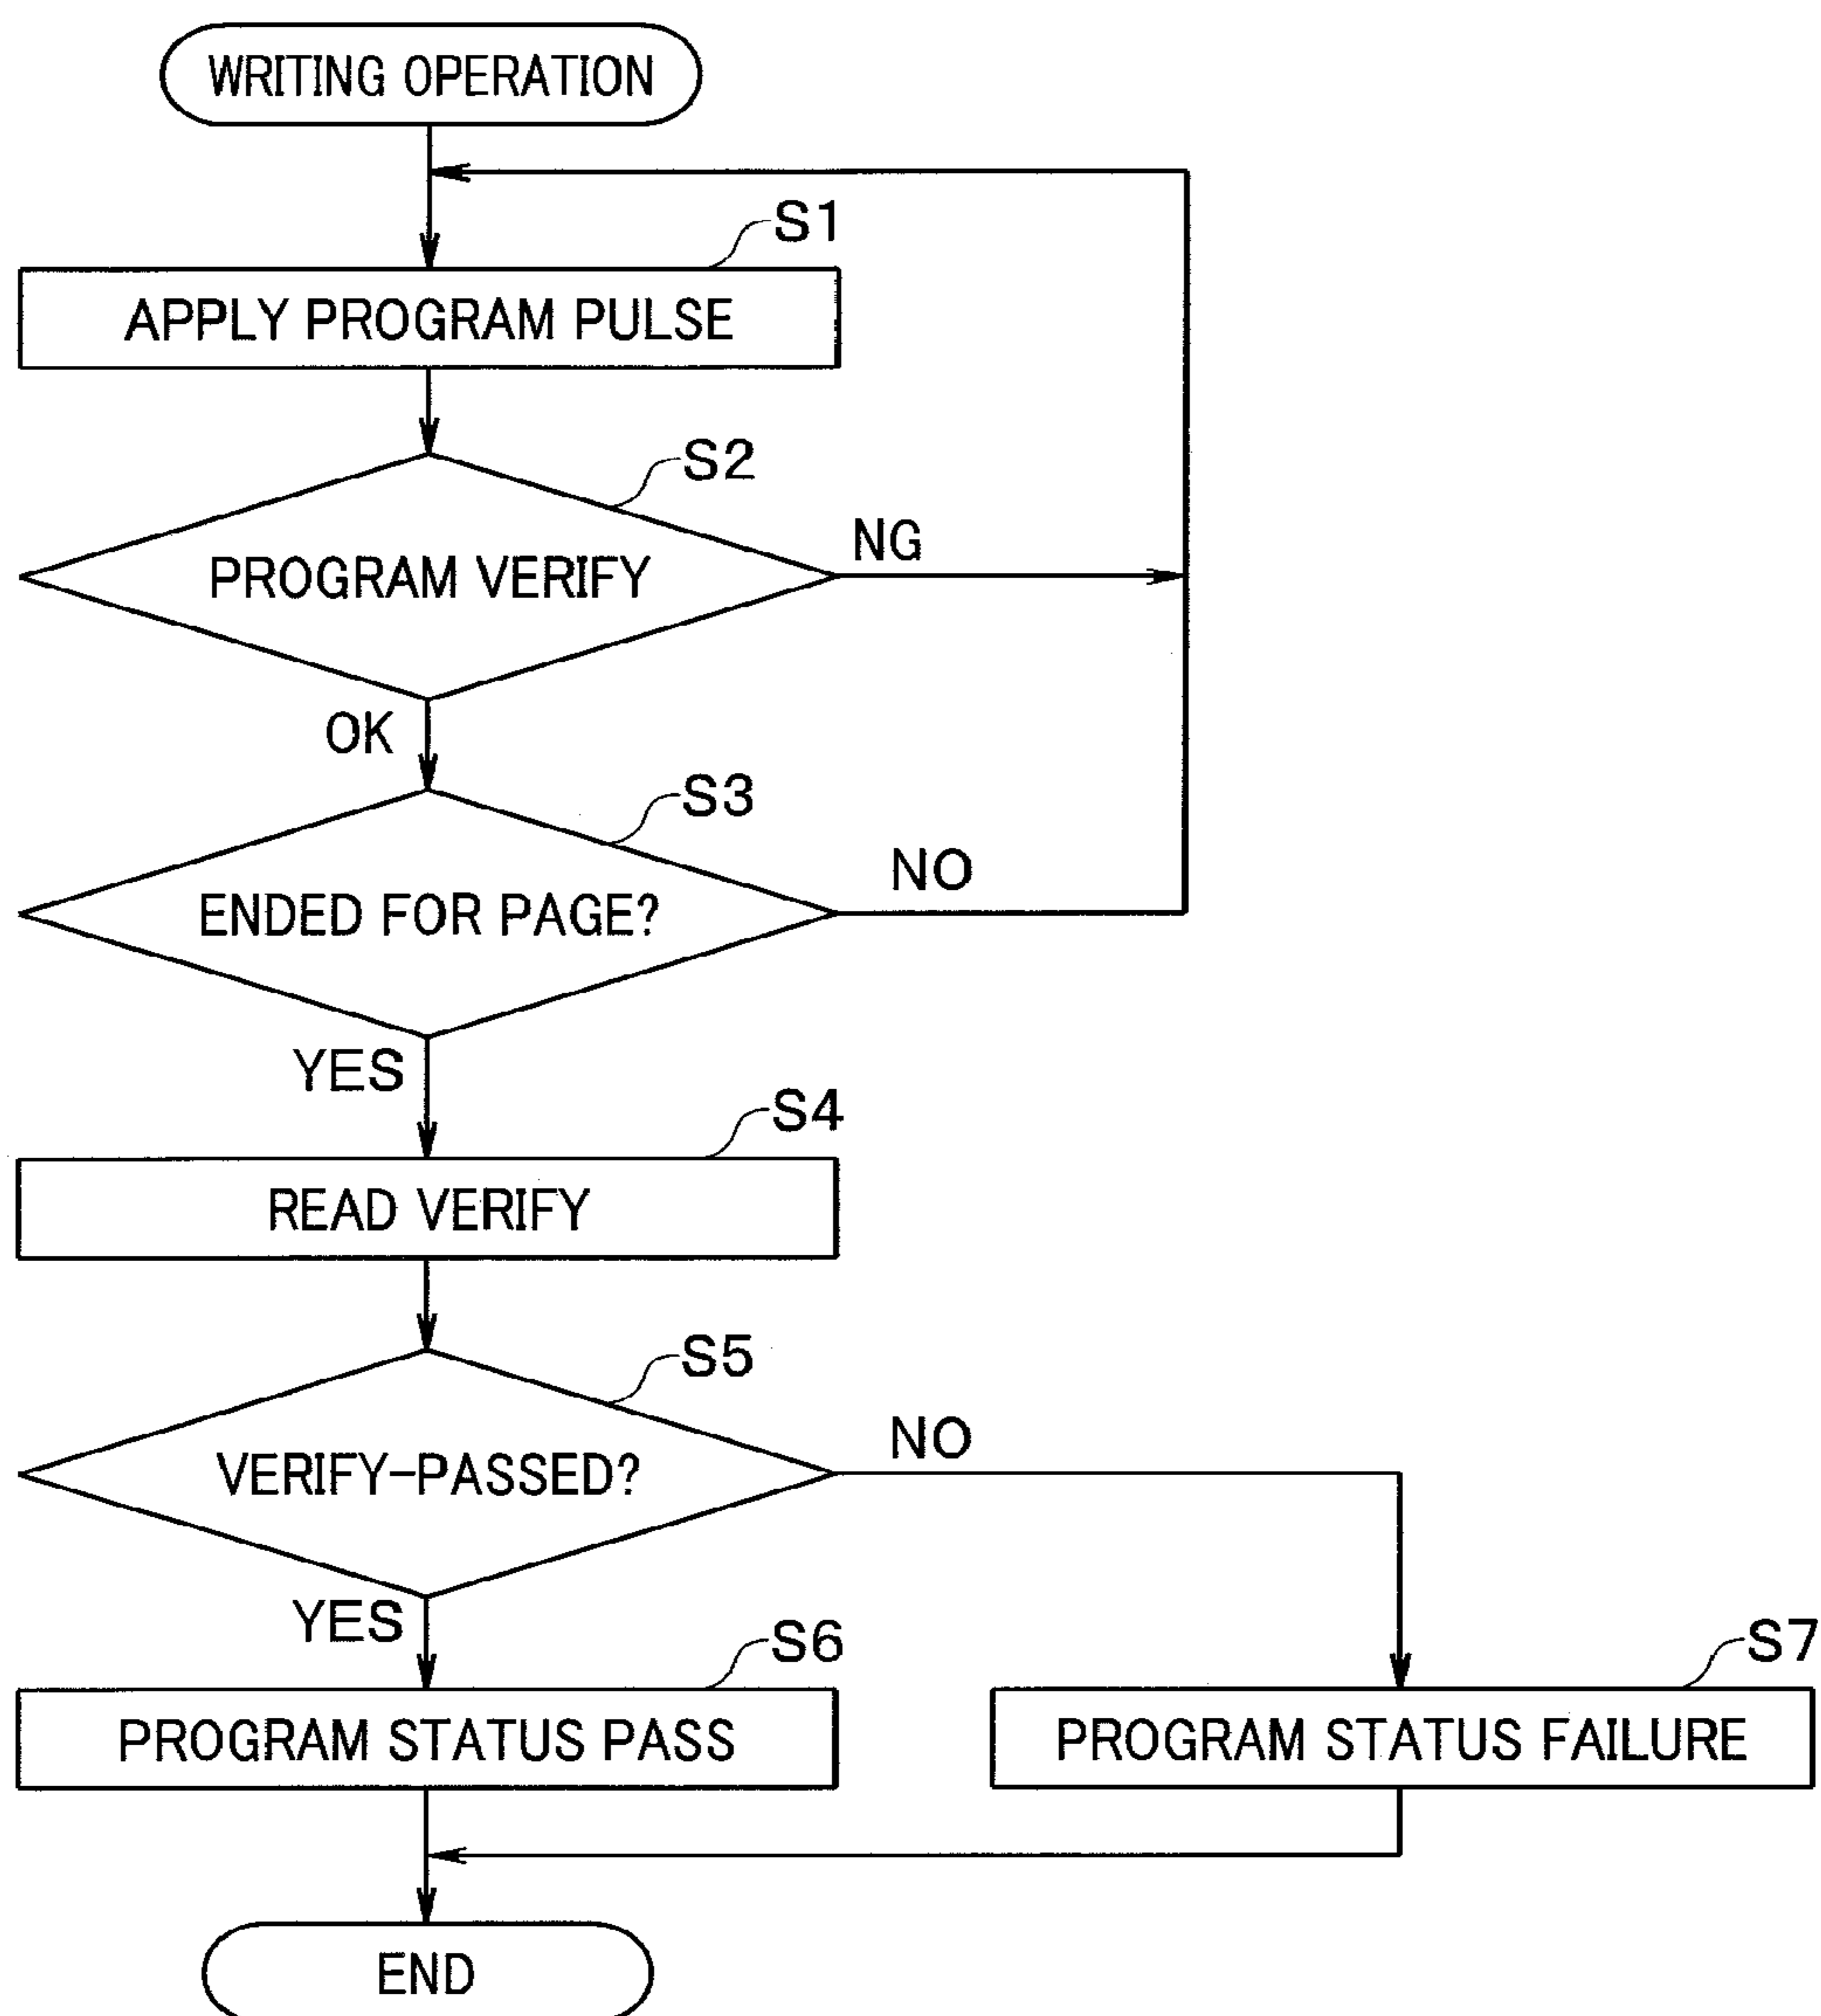 WRITING OPERATION
S1
APPLY PROGRAM PULSE
S2
PROGRAM VERIFY
NG
OK
S3
ENDED FOR PAGE?
NO
YES
S4
READ VERIFY
S5
VERIFY-PASSED?
NO
YES
S6
PROGRAM STATUS PASS
S7
PROGRAM STATUS FAILURE
END